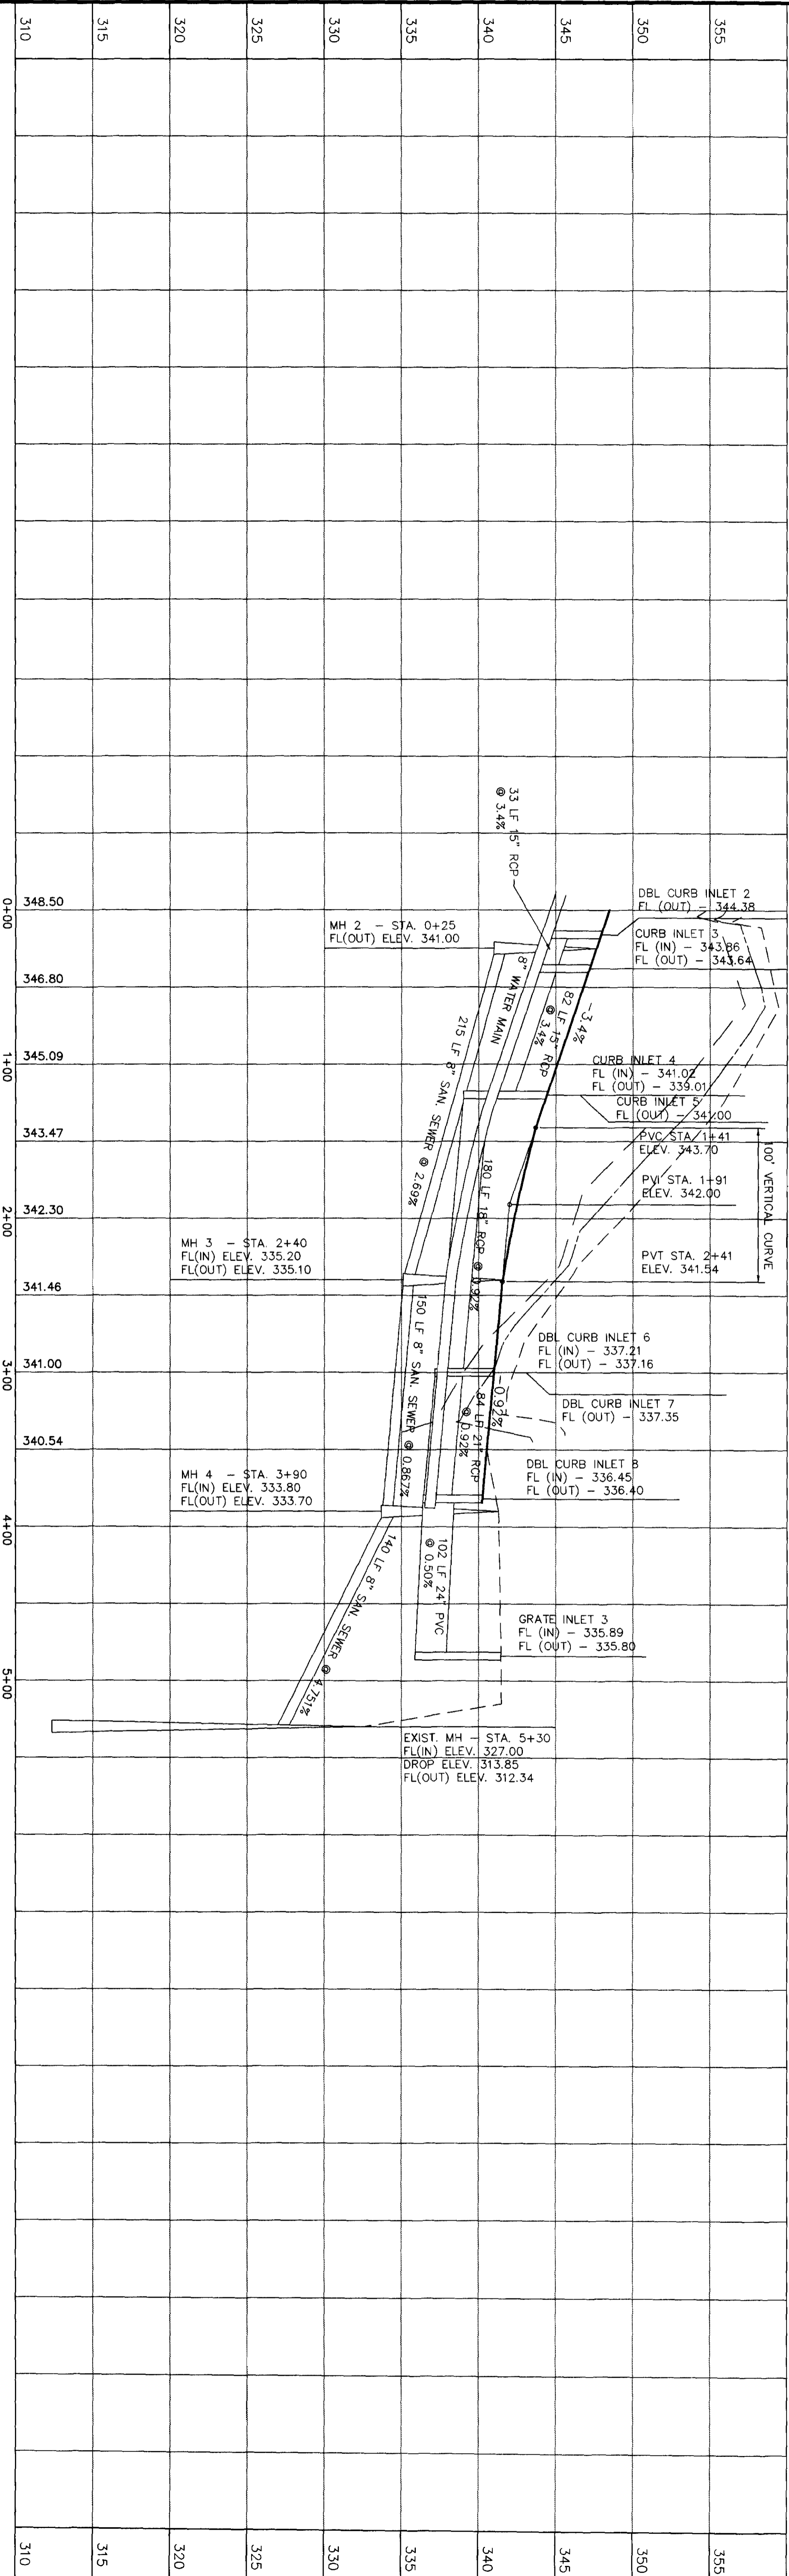 310
315
320
325
330
335
340
345
350
355
33 LF 15" RCP
@ 3.4%
0+00
348.50
DBL CURB INLET 2
FL (OUT) - 344.38
MH 2 - STA. 0+25
FL(OUT) ELEV. 341.00
CURB INLET 3
FL (IN) - 343.86
FL (OUT) - 343.64
346.80
8" WATER MAIN
-3.4%
82 LF 15" RCP
@ 3.4%
215 LF 8" SAN. SEWER @ 2.69%
1+00
345.09
CURB INLET 4
FL (IN) - 341.02
FL (OUT) - 339.01
CURB INLET 5
FL (OUT) - 341.00
343.47
PVC STA 1+41
ELEV. 343.70
100' VERTICAL CURVE
PVI STA. 1+91
ELEV. 342.00
180 LF 18" RCP @ 0.92%
2+00
342.30
MH 3 - STA. 2+40
FL(IN) ELEV. 335.20
FL(OUT) ELEV. 335.10
PVT STA. 2+41
ELEV. 341.54
341.46
150 LF 8" SAN. SEWER @ 0.867%
DBL CURB INLET 6
FL (IN) - 337.21
FL (OUT) - 337.16
3+00
341.00
-0.92%
84 LF 21" RCP
@ 0.92%
DBL CURB INLET 7
FL (OUT) - 337.35
340.54
MH 4 - STA. 3+90
FL(IN) ELEV. 333.80
FL(OUT) ELEV. 333.70
DBL CURB INLET 8
FL (IN) - 336.45
FL (OUT) - 336.40
4+00
102 LF 24" PVC
@ 0.50%
140 LF 8" SAN. SEWER @ 4.751%
GRATE INLET 3
FL (IN) - 335.89
FL (OUT) - 335.80
5+00
EXIST. MH - STA. 5+30
FL(IN) ELEV. 327.00
DROP ELEV. 313.85
FL(OUT) ELEV. 312.34
310
315
320
325
330
335
340
345
350
355